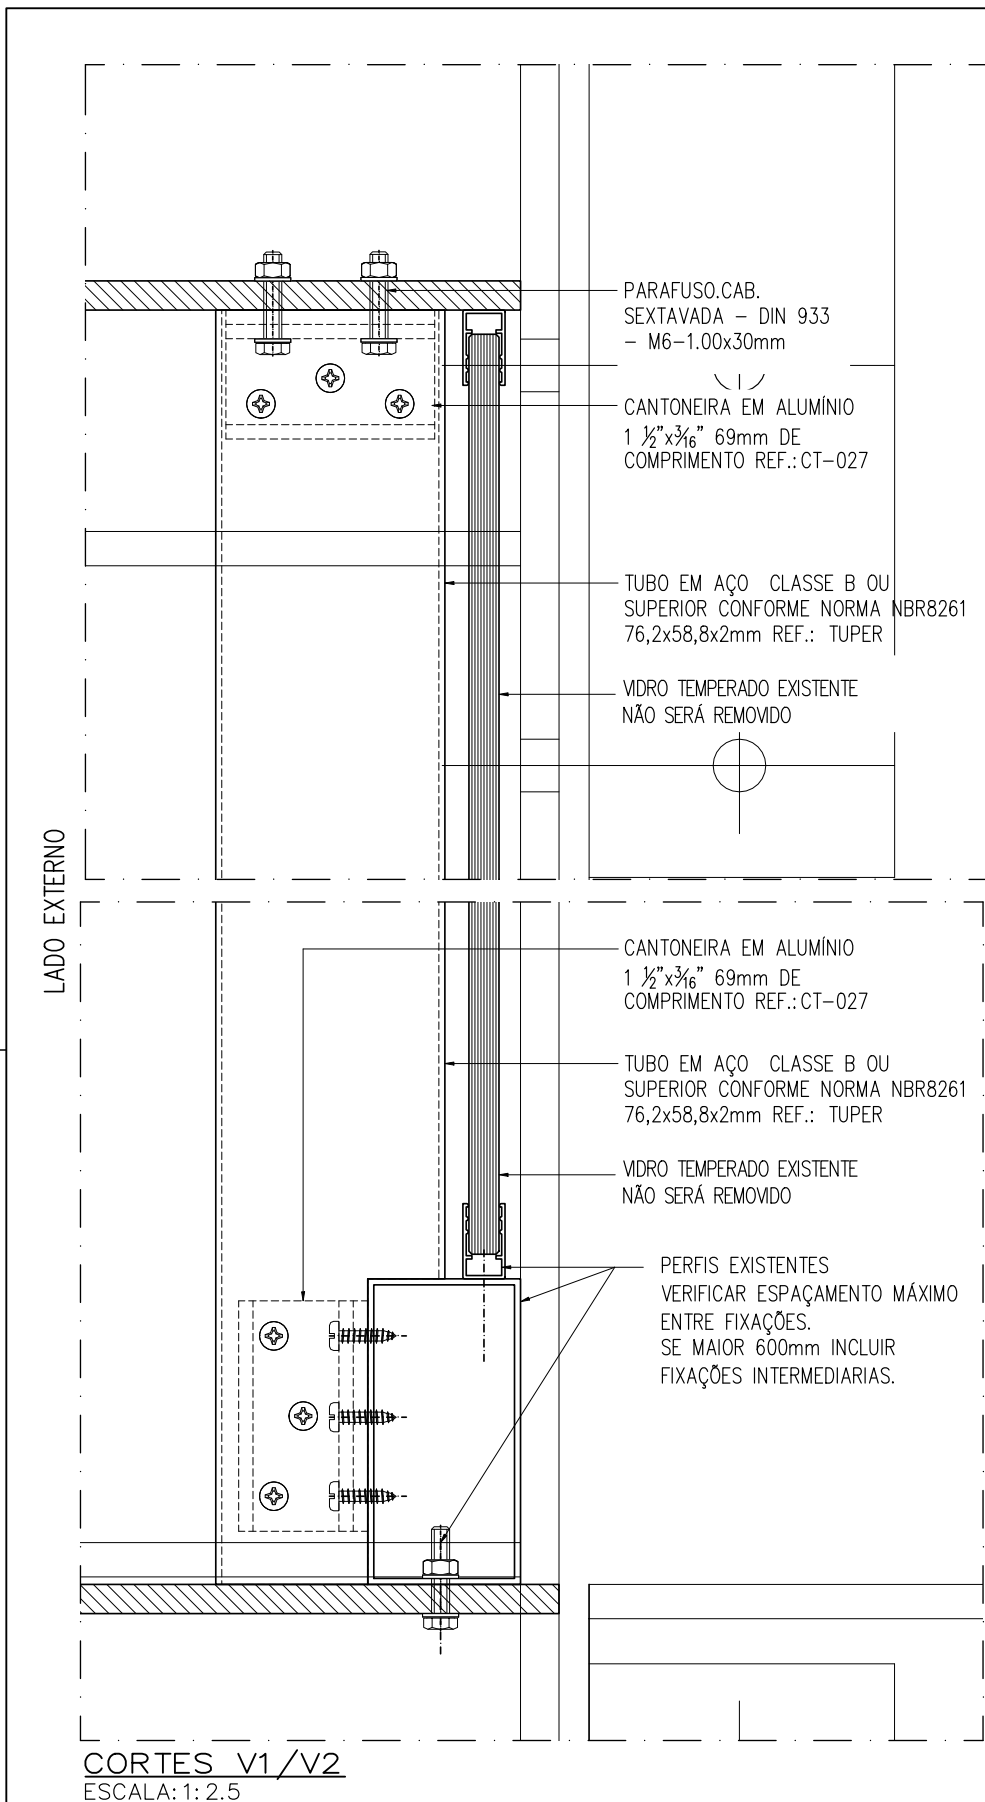 PARAFUSO.CAB.
SEXTAVADA - DIN 933
- M6-1.00x30mm
CANTONEIRA EM ALUMÍNIO
1 ½"x3⁄16" 69mm DE
COMPRIMENTO REF.:CT-027
TUBO EM AÇO CLASSE B OU
SUPERIOR CONFORME NORMA NBR8261
76,2x58,8x2mm REF.: TUPER
VIDRO TEMPERADO EXISTENTE
NÃO SERÁ REMOVIDO
LADO EXTERNO
CANTONEIRA EM ALUMÍNIO
1 ½"x3⁄16" 69mm DE
COMPRIMENTO REF.:CT-027
TUBO EM AÇO CLASSE B OU
SUPERIOR CONFORME NORMA NBR8261
76,2x58,8x2mm REF.: TUPER
VIDRO TEMPERADO EXISTENTE
NÃO SERÁ REMOVIDO
PERFIS EXISTENTES
VERIFICAR ESPAÇAMENTO MÁXIMO
ENTRE FIXAÇÕES.
SE MAIOR 600mm INCLUIR
FIXAÇÕES INTERMEDIARIAS.
CORTES V1/V2
ESCALA:1:2.5